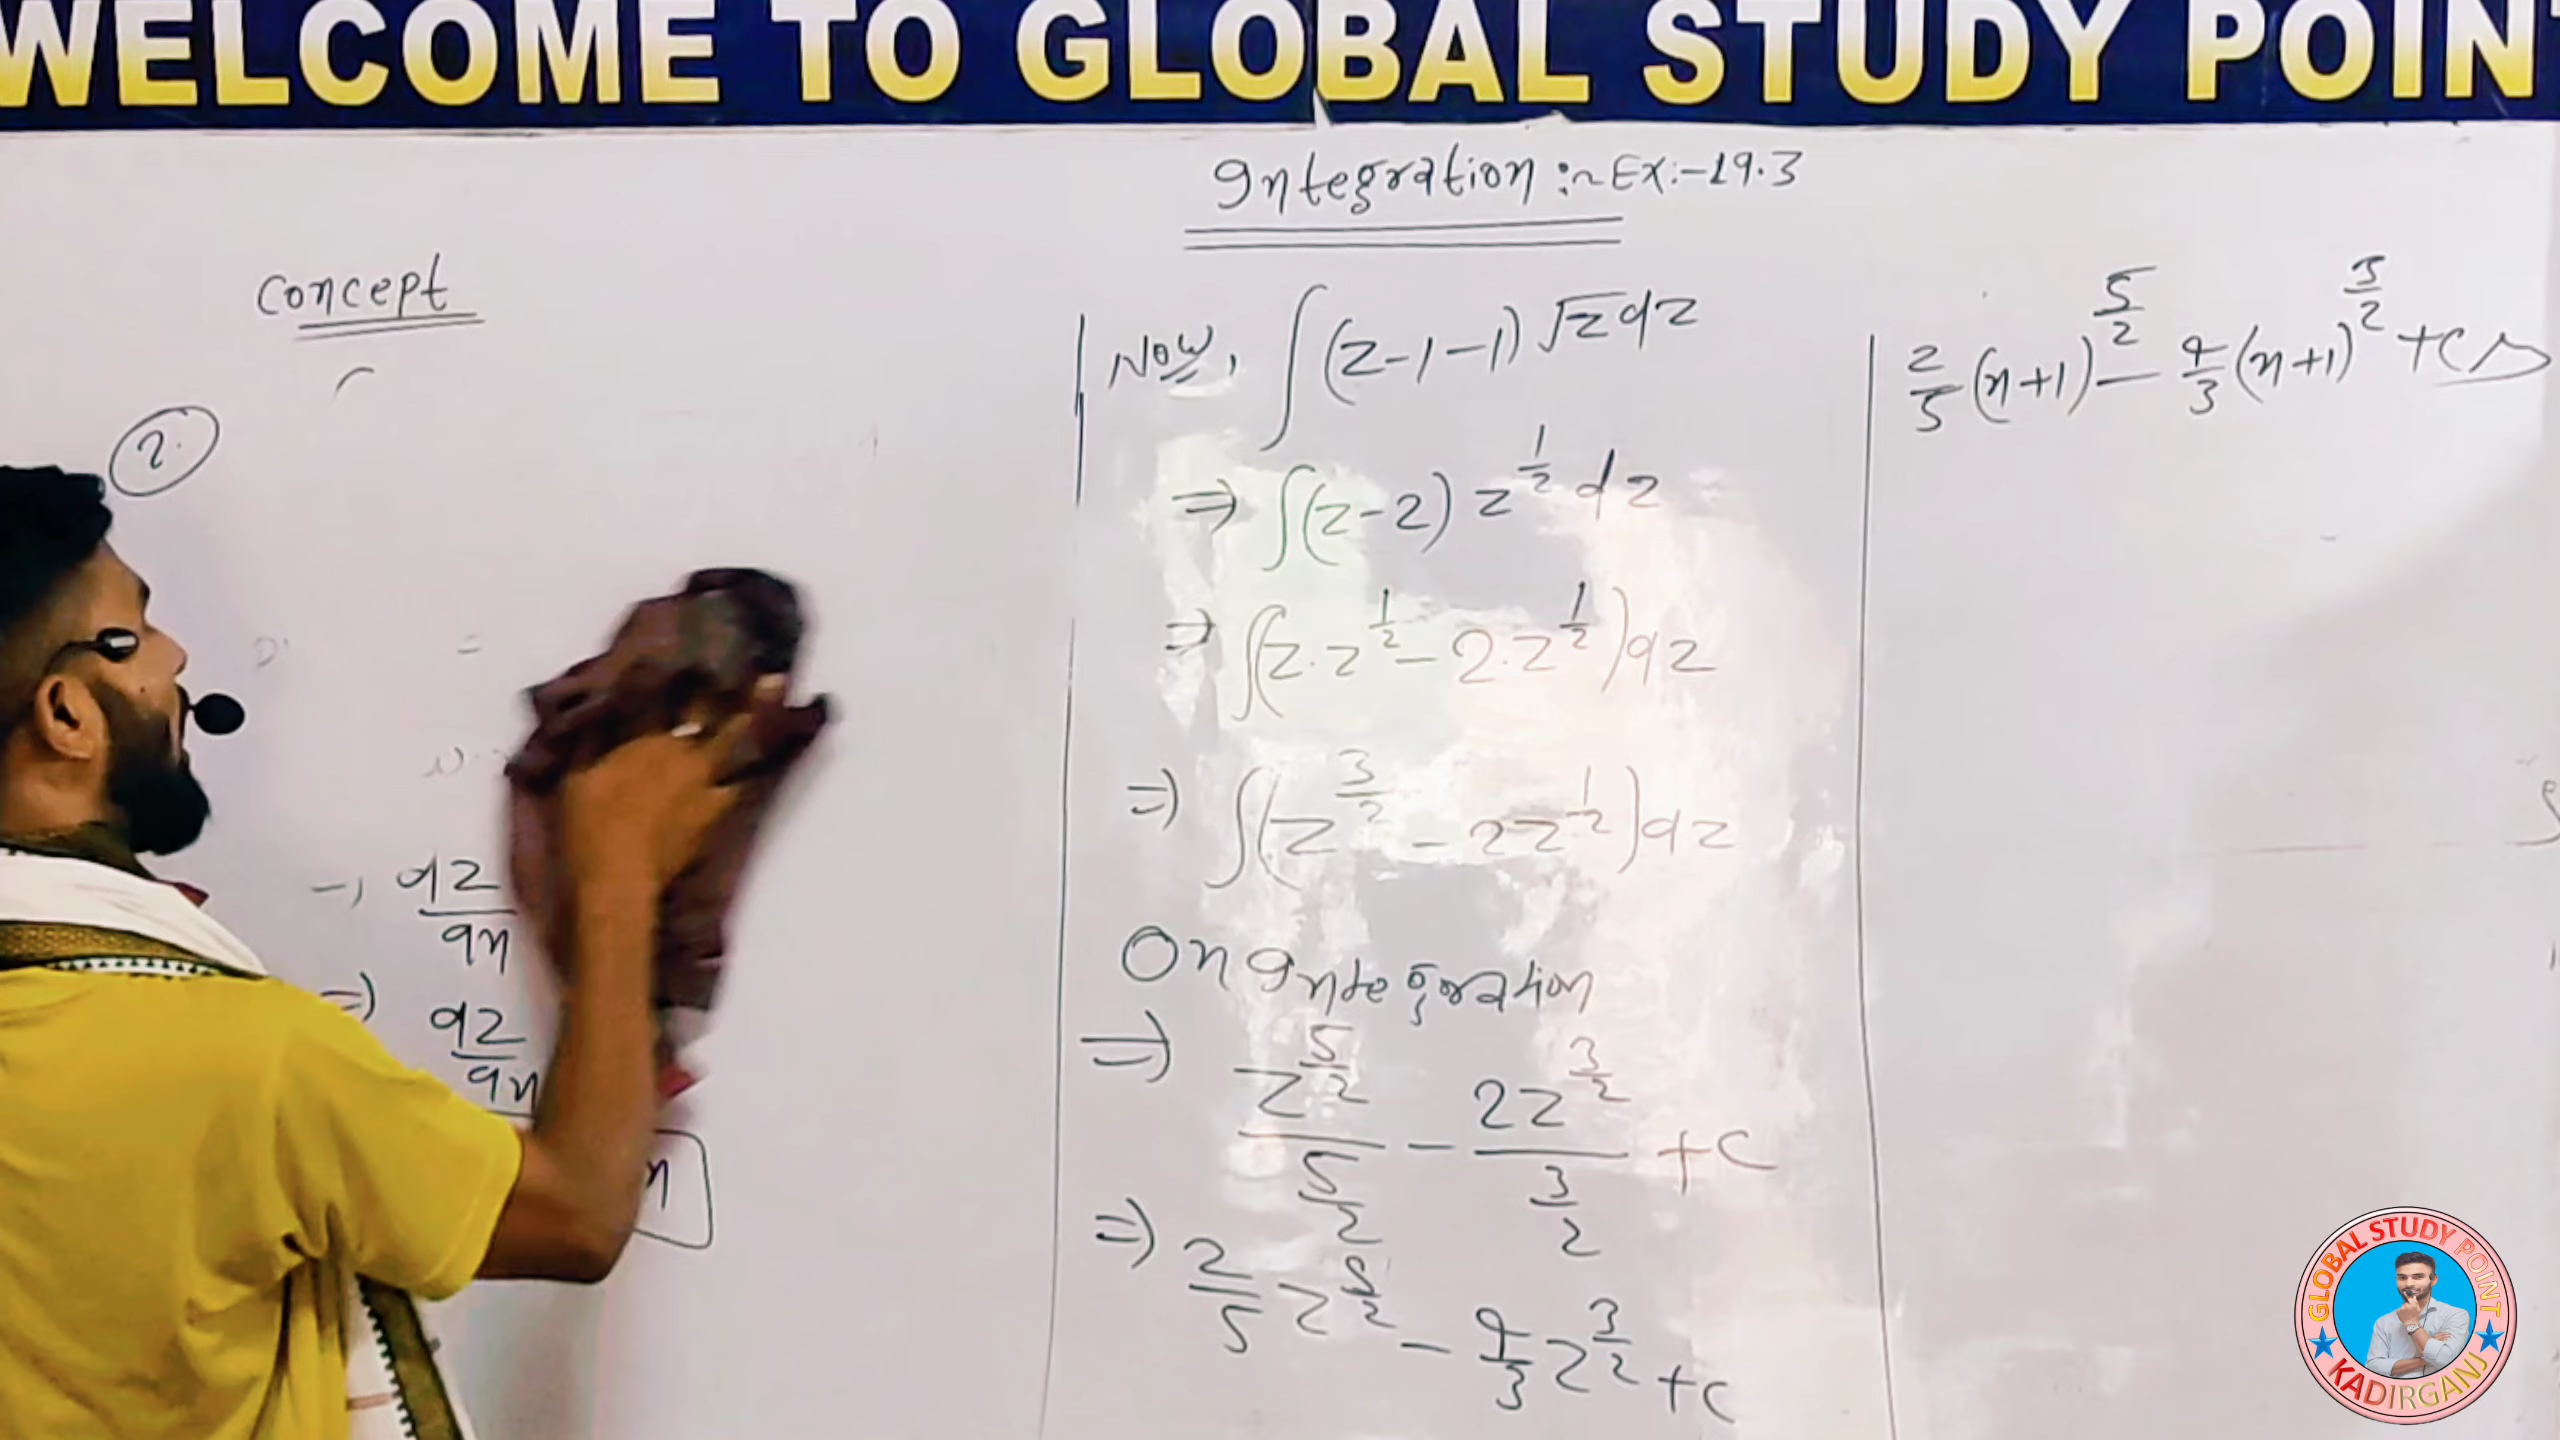 WELCOME TO GLOBAL STUDY POIN
Integration :~ Ex:-19.3
Concept
2.
dz
dx
=> dz
dx
x
Now, ∫(z-1-1)√z dz
=> ∫(z-2) z^1/2 dz
=> ∫(z.z^1/2 - 2.z^1/2)dz
=> ∫(z^3/2 - 2z^1/2)dz
On Integration
=> z^5/2 / 5/2 - 2z^3/2 / 3/2 + c
=> 2/5 z^5/2 - 4/3 z^3/2 + c
2/5 (x+1)^5/2 - 4/3 (x+1)^3/2 + c
GLOBAL STUDY POINT
KADIRGANJ